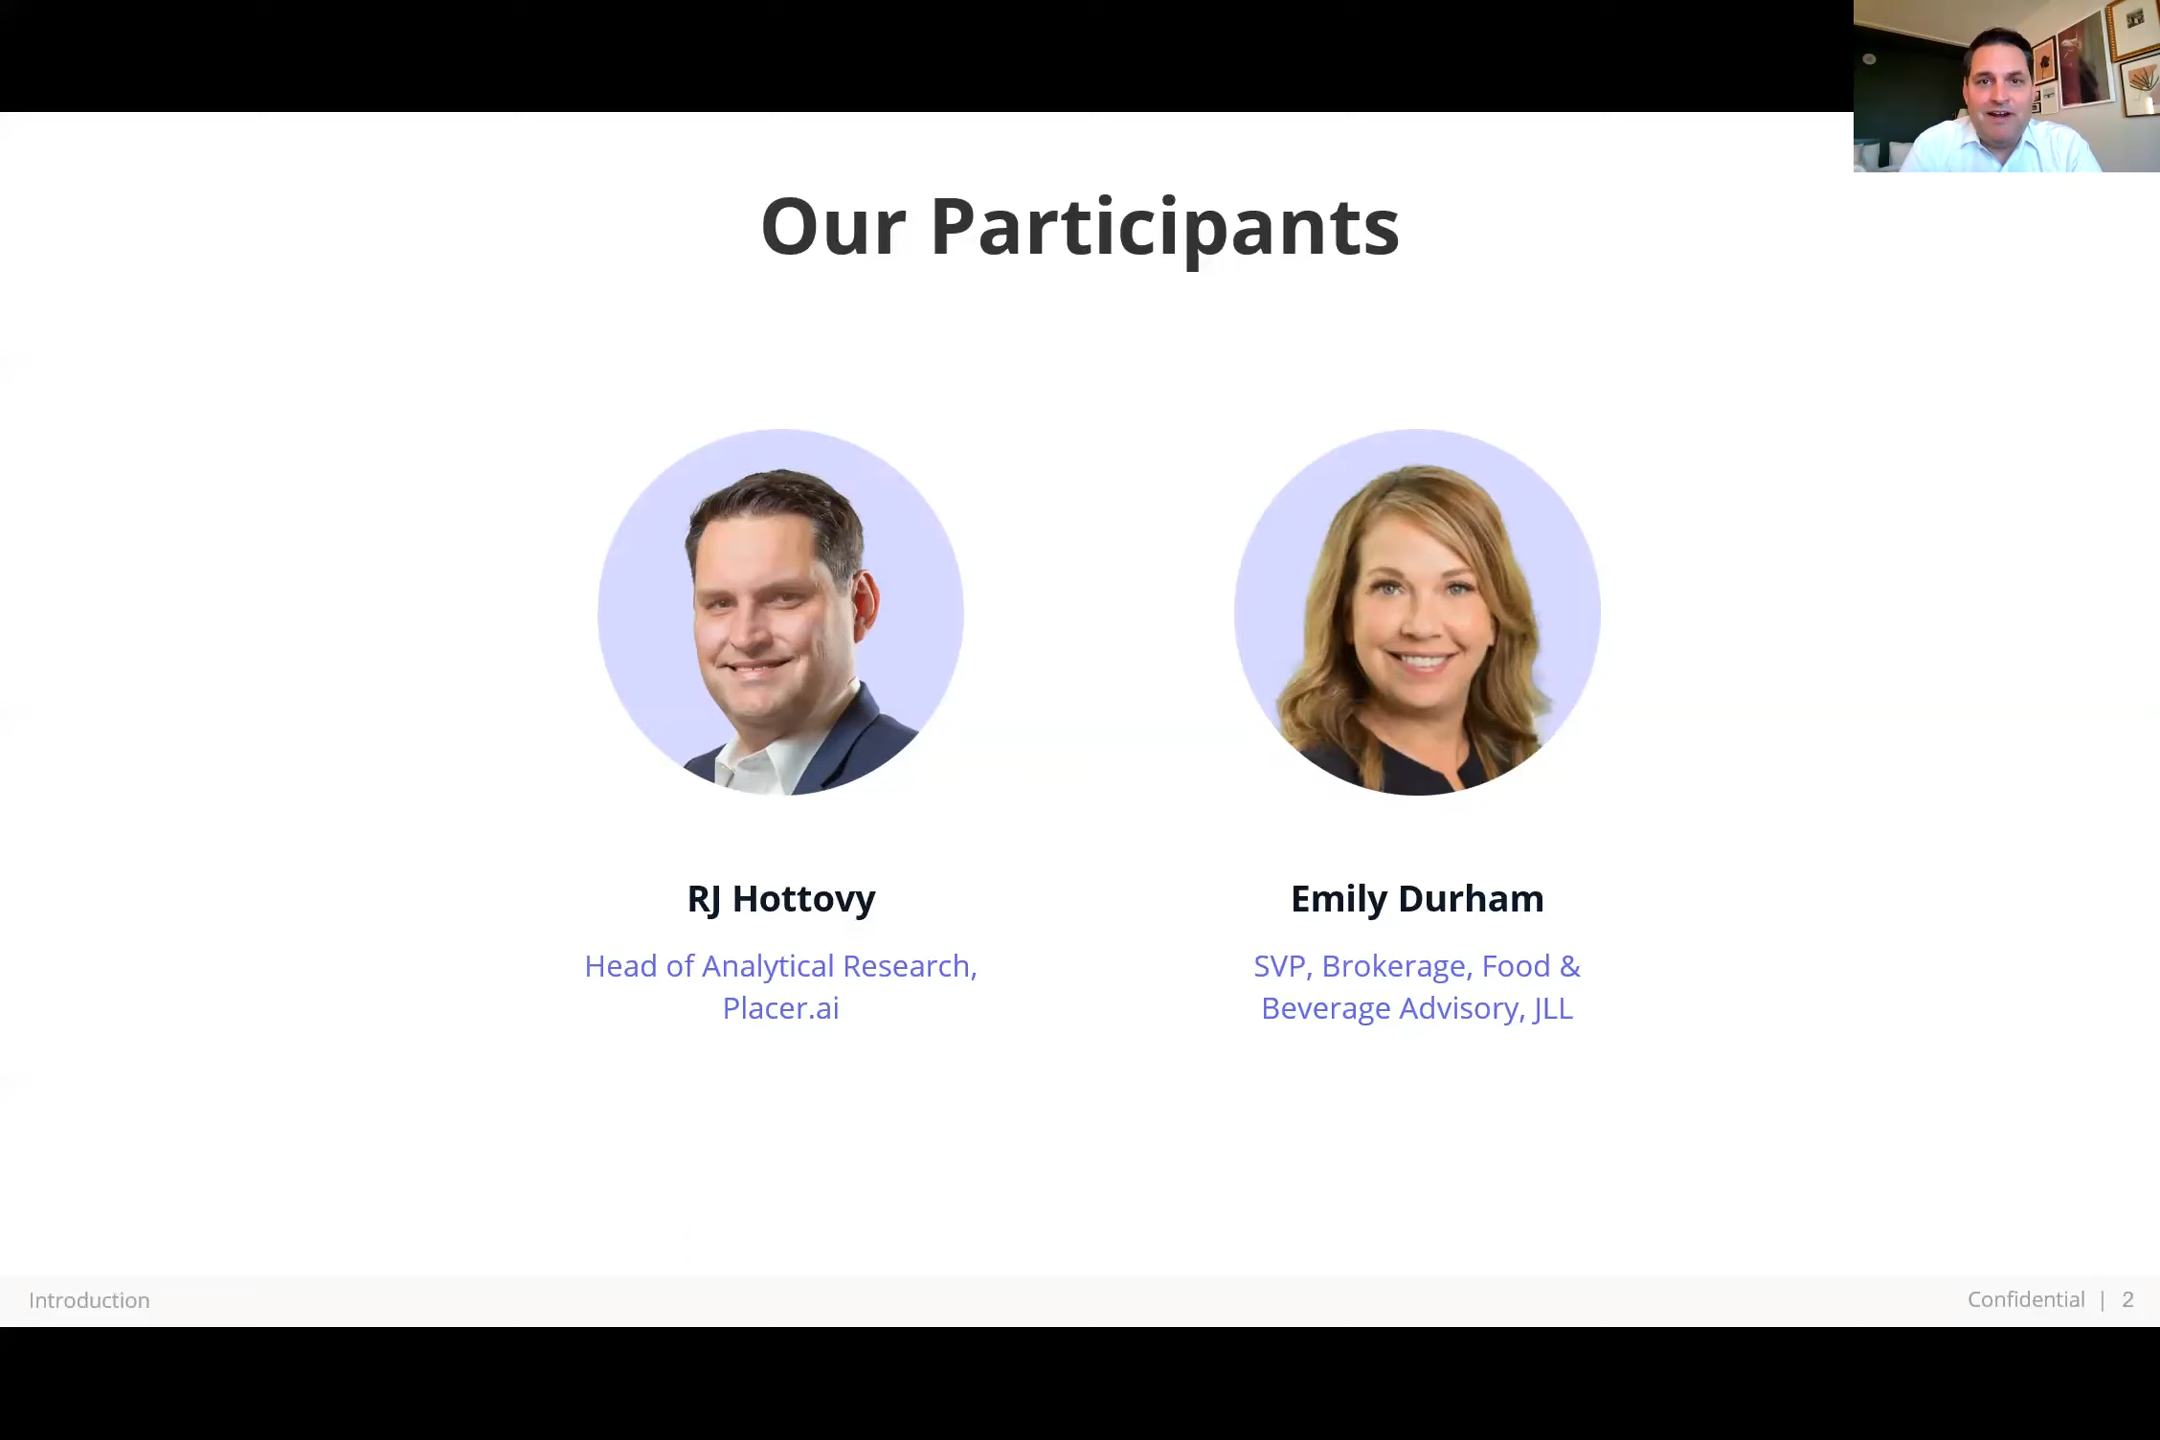 Our Participants
RJ Hottovy
Head of Analytical Research,
Placer.ai
Emily Durham
SVP, Brokerage, Food &
Beverage Advisory, JLL
Introduction
Confidential | 2